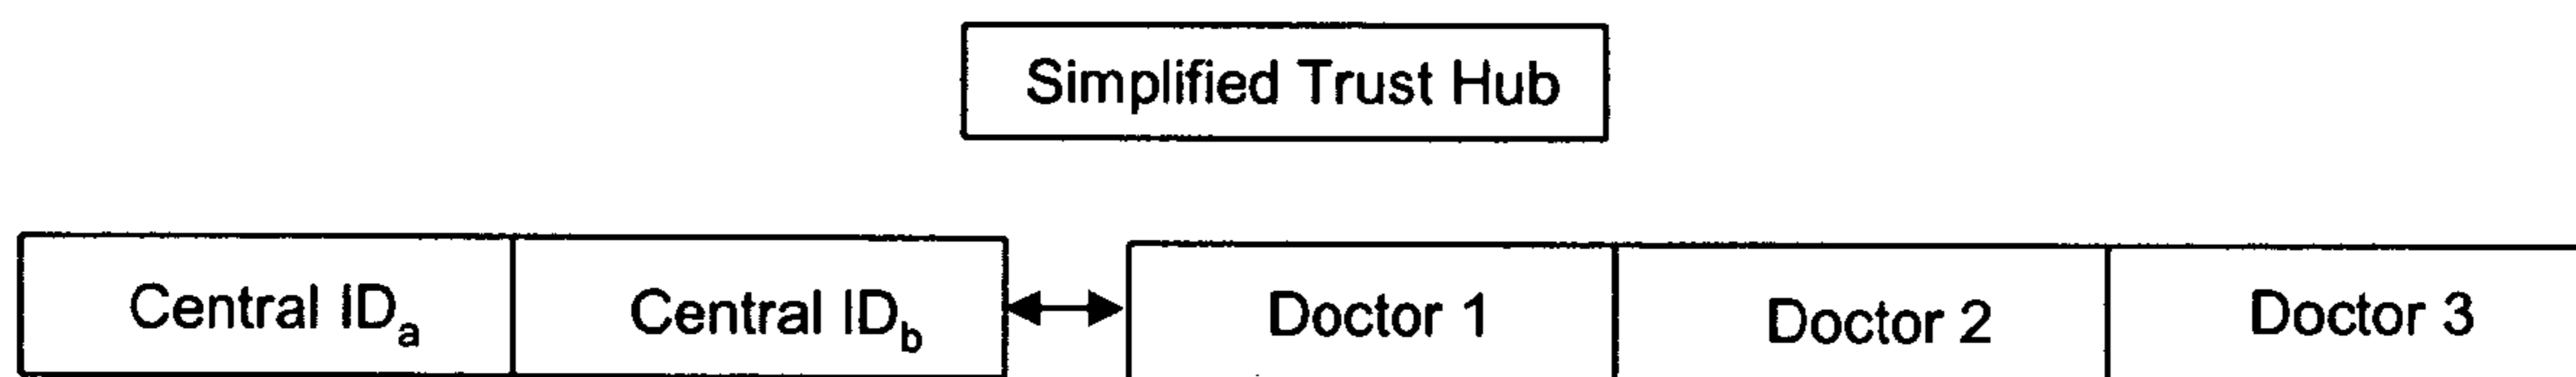 Simplified Trust Hub
Central IDa Central IDb Doctor 1 Doctor 2 Doctor 3